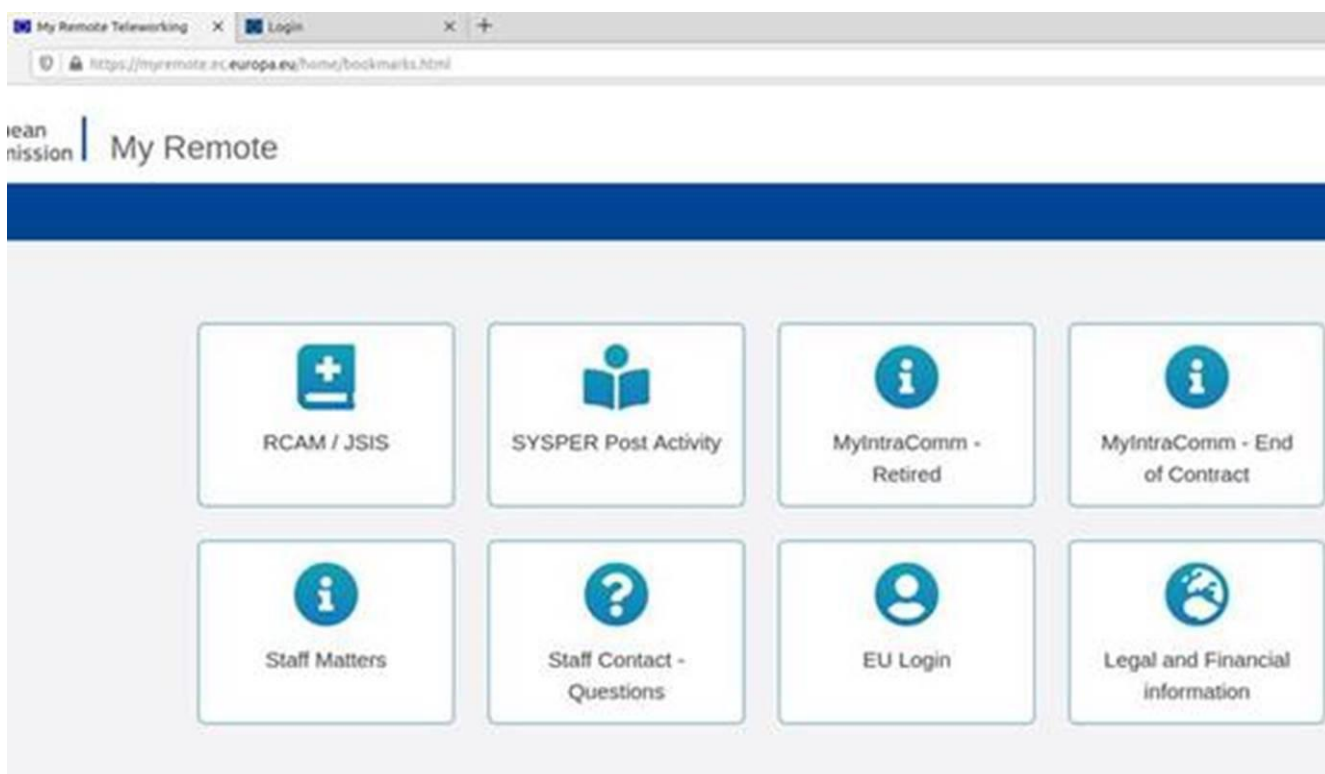 My Remote Teleworking
Login
https://myremote.ec.europa.eu/home/bookmarks.html
ean
nission
My Remote
RCAM / JSIS
SYSPER Post Activity
MyIntraComm -
Retired
MyIntraComm - End
of Contract
Staff Matters
Staff Contact -
Questions
EU Login
Legal and Financial
information